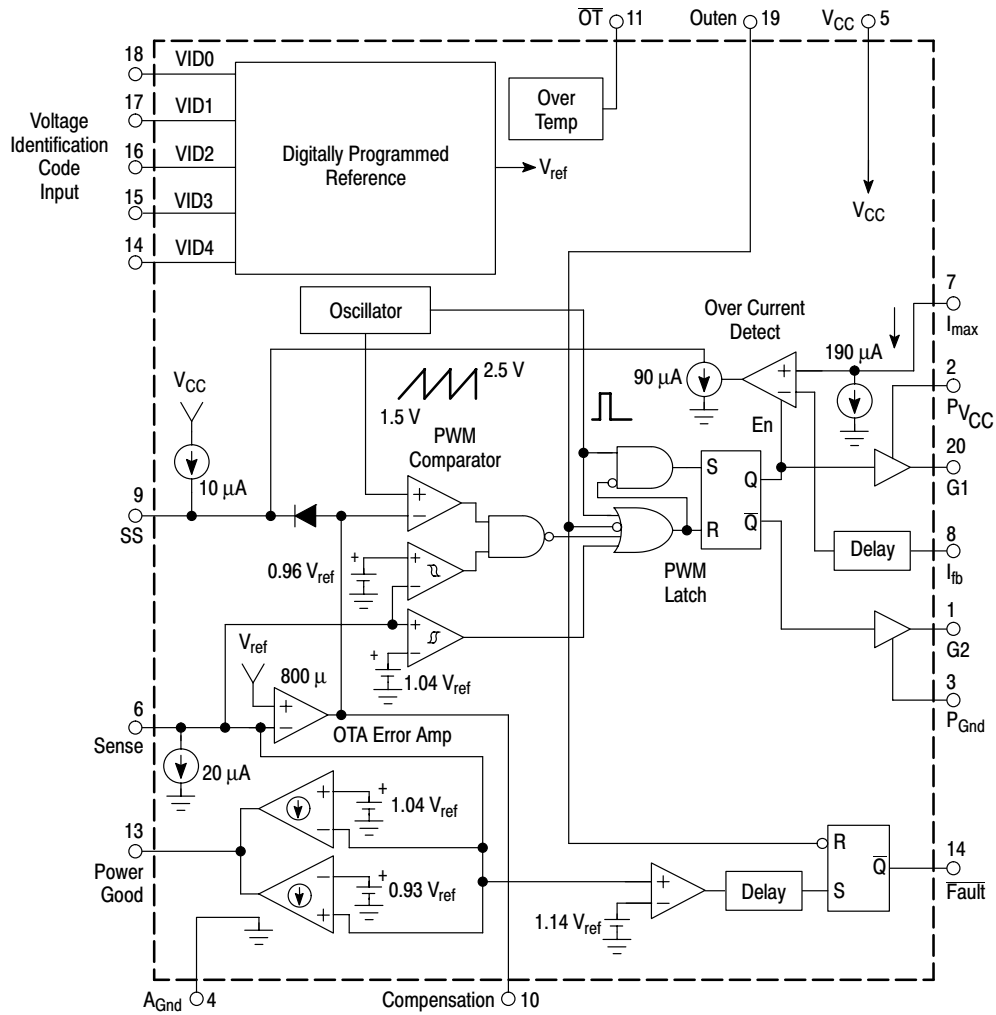 OT 11
Outen 19
VCC 5
18 VID0
17 VID1
16 VID2
15 VID3
14 VID4
Voltage
Identification
Code
Input
Digitally Programmed
Reference
Vref
Over
Temp
VCC
Oscillator
Over Current
Detect
7
Imax
190 µA
90 µA
2
PVCC
2.5 V
1.5 V
VCC
10 µA
PWM
Comparator
En
+
−
20
G1
S
Q
R
Q
9
SS
+
−
Delay
8
Ifb
PWM
Latch
+
0.96 Vref
+
−
1
G2
+
−
+
1.04 Vref
3
PGnd
Vref
800 µ
+
−
OTA Error Amp
6
Sense
20 µA
+
−
+
1.04 Vref
13
Power
Good
−
+
+
0.93 Vref
+
−
1.14 Vref
Delay
R
Q
S
14
Fault
AGnd 4
Compensation 10